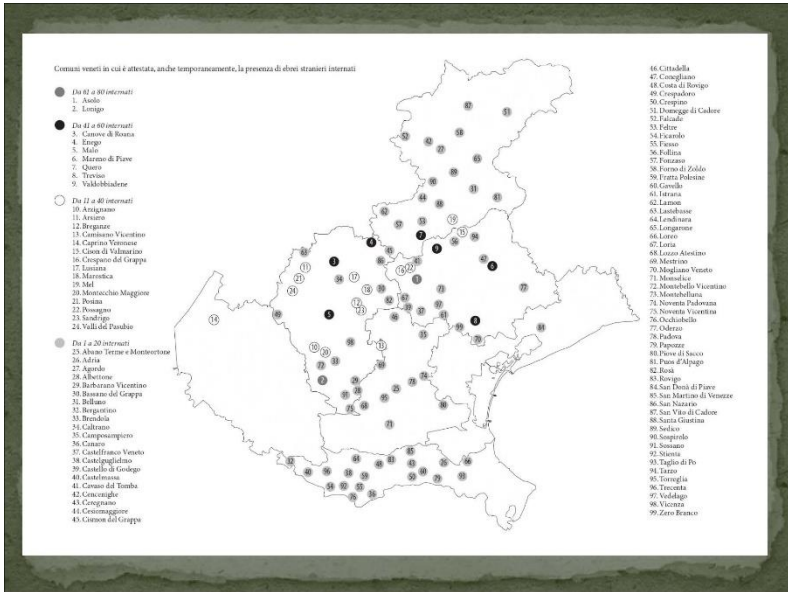 Comuni veneti in cui è attestata, anche temporaneamente, la presenza di ebrei stranieri internati
Da 61 a 80 internati
1. Asolo
2. Lonigo
Da 41 a 60 internati
3. Canove di Roana
4. Enego
5. Malo
6. Mareno di Piave
7. Quero
8. Treviso
9. Valdobbiadene
Da 11 a 40 internati
10. Arzignano
11. Arsiero
12. Breganze
13. Camisano Vicentino
14. Caprino Veronese
15. Cison di Valmarino
16. Crespano del Grappa
17. Lusiana
18. Marostica
19. Mel
20. Montecchio Maggiore
21. Posina
22. Possagno
23. Sandrigo
24. Valli del Pasubio
Da 1 a 20 internati
25. Abano Terme e Monteortone
26. Adria
27. Agordo
28. Albettone
29. Barbarano Vicentino
30. Bassano del Grappa
31. Belluno
32. Bergantino
33. Brendola
34. Caltrano
35. Camposampiero
36. Canaro
37. Castelfranco Veneto
38. Castelguglielmo
39. Castello di Godego
40. Castelmassa
41. Cavaso del Tomba
42. Cencenighe
43. Ceregnano
44. Cesiomaggiore
45. Cismon del Grappa
46. Cittadella
47. Conegliano
48. Costa di Rovigo
49. Crespadoro
50. Crespino
51. Domegge di Cadore
52. Falcade
53. Feltre
54. Ficarolo
55. Fiesso
56. Follina
57. Fonzaso
58. Forno di Zoldo
59. Fratta Polesine
60. Gavello
61. Istrana
62. Lamon
63. Lastebasse
64. Lendinara
65. Longarone
66. Loreo
67. Loria
68. Lozzo Atestino
69. Mestrino
70. Mogliano Veneto
71. Monselice
72. Montebello Vicentino
73. Montebelluna
74. Noventa Padovana
75. Noventa Vicentina
76. Occhiobello
77. Oderzo
78. Padova
79. Papozze
80. Piove di Sacco
81. Puos d'Alpago
82. Rosà
83. Rovigo
84. San Donà di Piave
85. San Martino di Venezze
86. San Nazario
87. San Vito di Cadore
88. Santa Giustina
89. Sedico
90. Sospirolo
91. Sossano
92. Stienta
93. Taglio di Po
94. Tarzo
95. Torreglia
96. Trecenta
97. Vedelago
98. Vicenza
99. Zero Branco